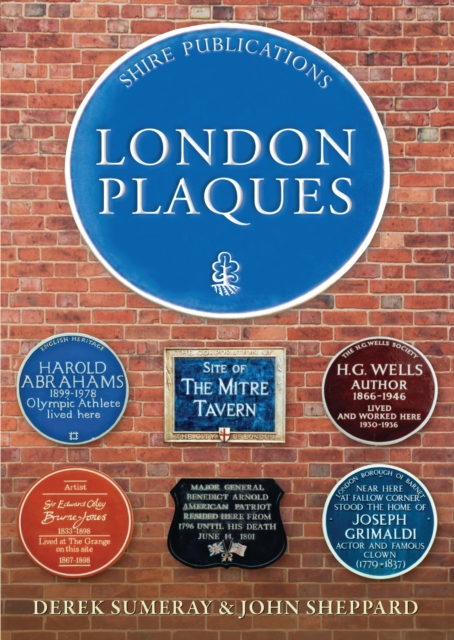 SHIRE PUBLICATIONS
LONDON
PLAQUES
ENGLISH HERITAGE
HAROLD
ABRAHAMS
1899-1978
Olympic Athlete
lived here
SITE OF
THE MITRE
TAVERN
THE H.G.WELLS SOCIETY
H.G. WELLS
AUTHOR
1866-1946
LIVED
AND WORKED HERE
1930-1936
Artist
Sir Edward Coley
Burne-Jones
1833-1898
Lived at The Grange
on this site
1867-1898
MAJOR GENERAL
BENEDICT ARNOLD
AMERICAN PATRIOT
RESIDED HERE FROM
1796 UNTIL HIS DEATH
JUNE 14, 1801
LONDON BOROUGH OF BARNET
NEAR HERE
AT FALLOW CORNER
STOOD THE HOME OF
JOSEPH
GRIMALDI
ACTOR AND FAMOUS
CLOWN
(1779-1837)
DEREK SUMERAY & JOHN SHEPPARD